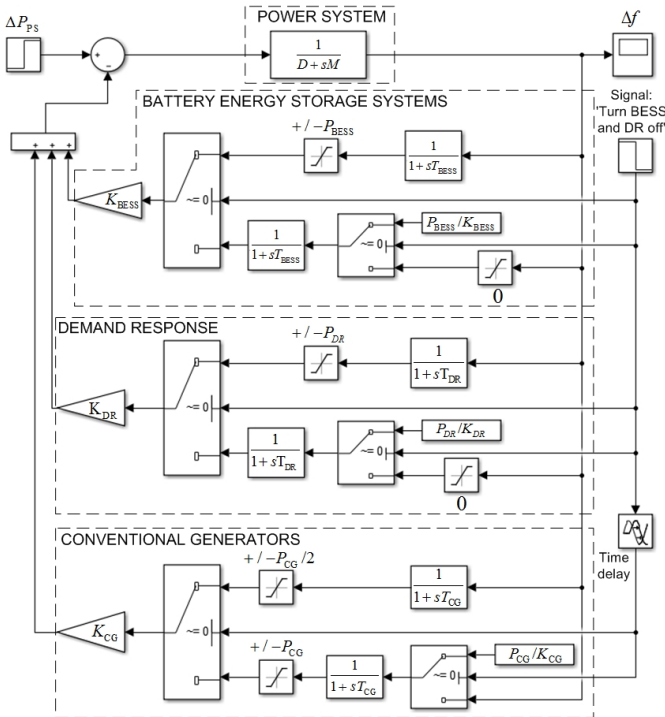 ΔP_PS
POWER SYSTEM
Δf
+
−
1
D + sM
BATTERY ENERGY STORAGE SYSTEMS
Signal:
'Turn BESS
and DR off'
+ / − P_BESS
1
1 + sT_BESS
+ + +
K_BESS
~= 0
1
1 + sT_BESS
P_BESS / K_BESS
~= 0
0
DEMAND RESPONSE
+ / − P_DR
1
1 + sT_DR
K_DR
~= 0
1
1 + sT_DR
P_DR / K_DR
~= 0
0
CONVENTIONAL GENERATORS
Time
delay
+ / − P_CG / 2
1
1 + sT_CG
K_CG
~= 0
+ / − P_CG
1
1 + sT_CG
P_CG / K_CG
~= 0